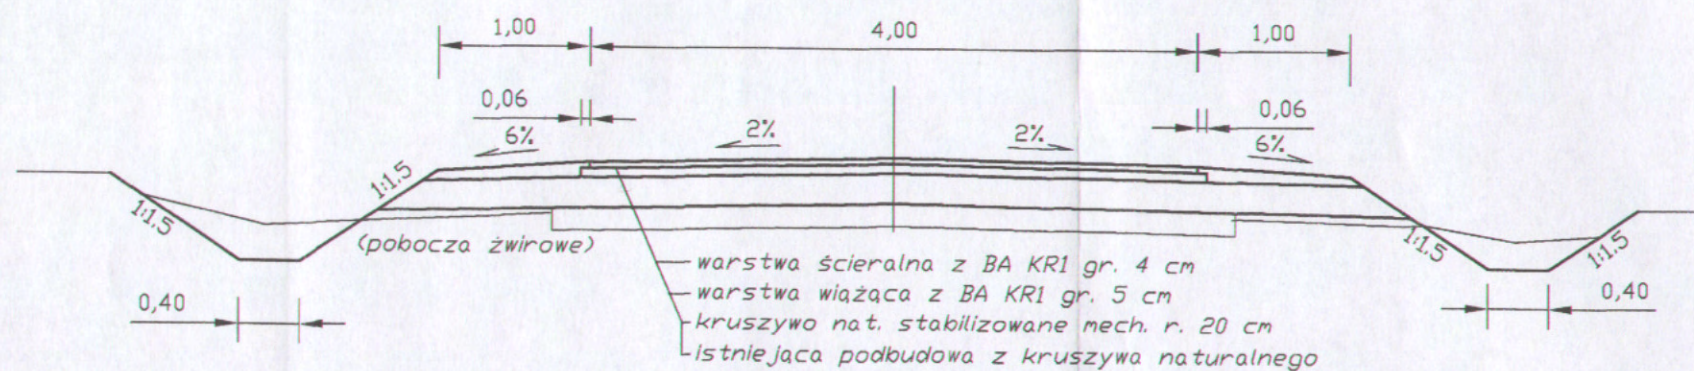 1,00 4,00 1,00
0,06 0,06
6% 2% 2% 6%
1:1.5 1:1.5 1:1.5 1:1.5
(pobocza żwirowe)
warstwa ścieralna z BA KR1 gr. 4 cm
warstwa wiążąca z BA KR1 gr. 5 cm
kruszywo nat. stabilizowane mech. r. 20 cm
istniejąca podbudowa z kruszywa naturalnego
0,40 0,40